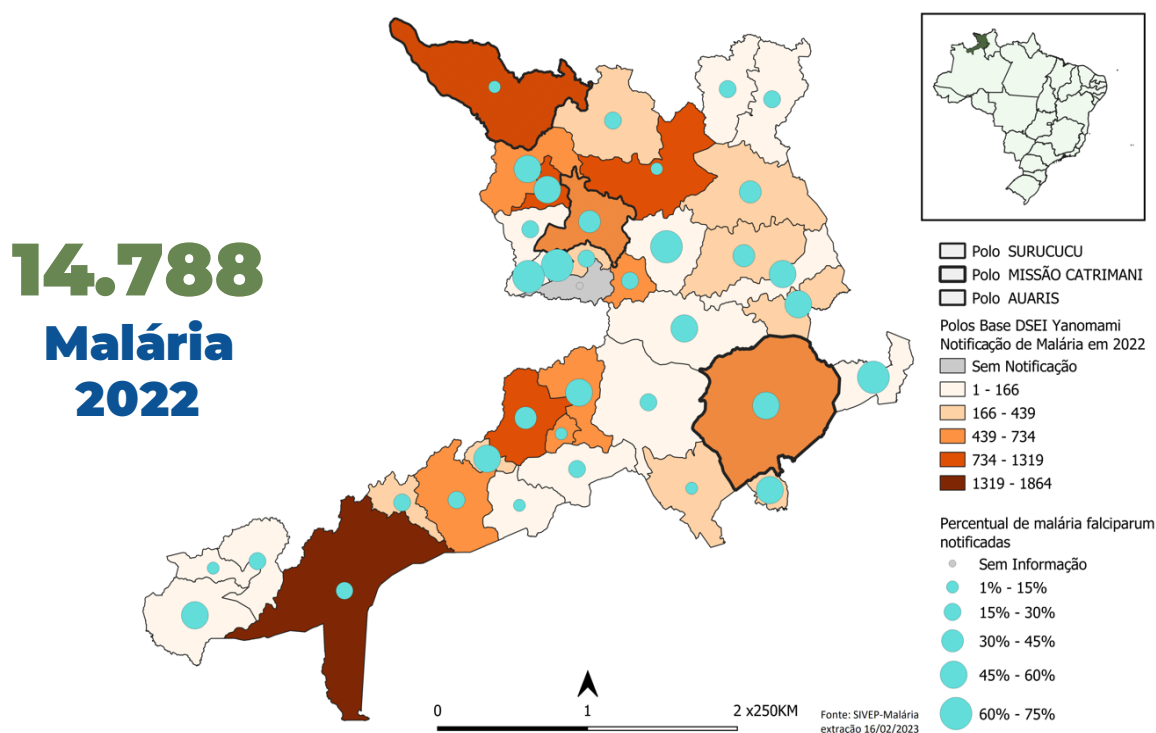 14.788
Malária
2022
Polo SURUCUCU
Polo MISSÃO CATRIMANI
Polo AUARIS
Polos Base DSEI Yanomami
Notificação de Malária em 2022
Sem Notificação
1 - 166
166 - 439
439 - 734
734 - 1319
1319 - 1864
Percentual de malária falciparum
notificadas
Sem Informação
1% - 15%
15% - 30%
30% - 45%
45% - 60%
60% - 75%
0 1 2 x250KM
Fonte: SIVEP-Malária
extração 16/02/2023